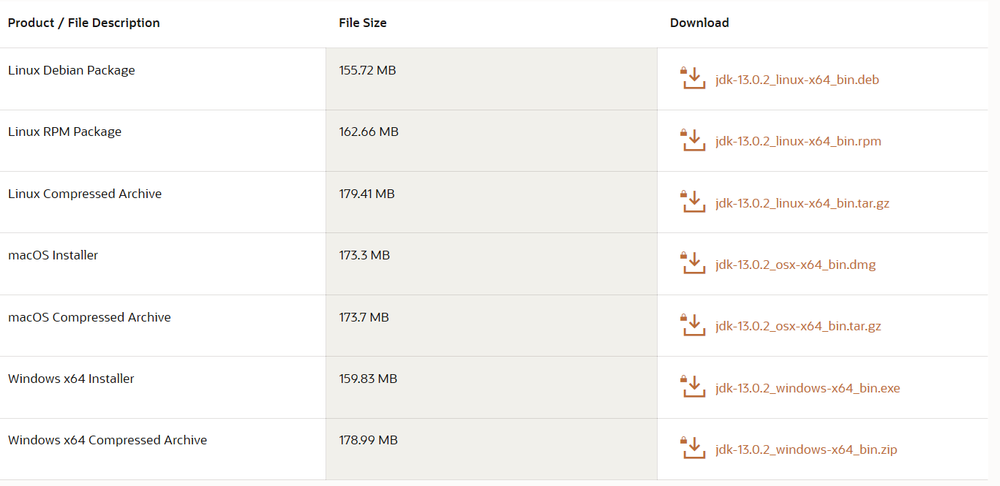 Product / File Description File Size Download
Linux Debian Package 155.72 MB jdk-13.0.2_linux-x64_bin.deb
Linux RPM Package 162.66 MB jdk-13.0.2_linux-x64_bin.rpm
Linux Compressed Archive 179.41 MB jdk-13.0.2_linux-x64_bin.tar.gz
macOS Installer 173.3 MB jdk-13.0.2_osx-x64_bin.dmg
macOS Compressed Archive 173.7 MB jdk-13.0.2_osx-x64_bin.tar.gz
Windows x64 Installer 159.83 MB jdk-13.0.2_windows-x64_bin.exe
Windows x64 Compressed Archive 178.99 MB jdk-13.0.2_windows-x64_bin.zip